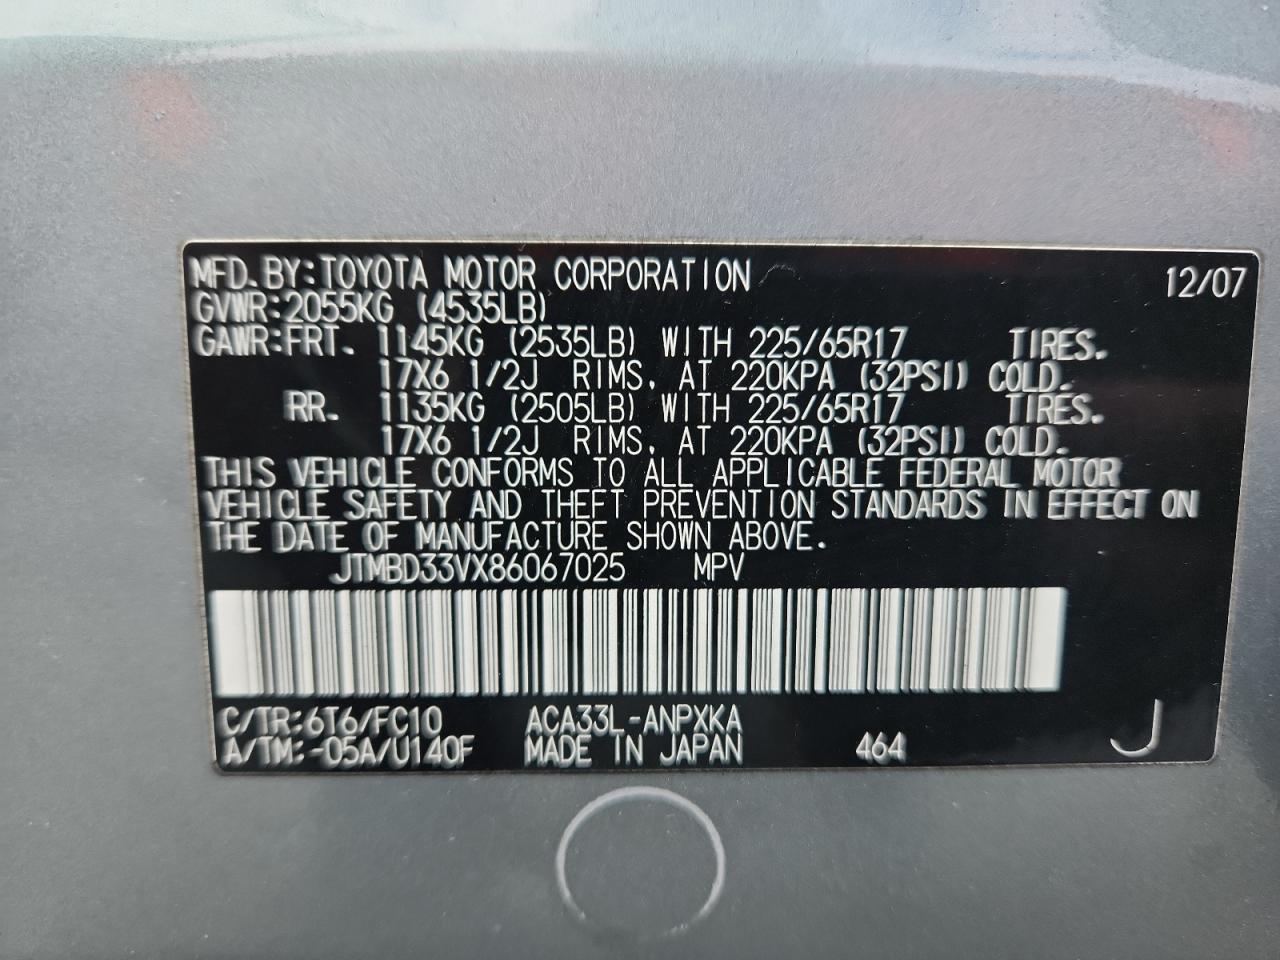 MFD.BY:TOYOTA MOTOR CORPORATION 12/07
GVWR:2055KG (4535LB)
GAWR:FRT. 1145KG (2535LB) WITH 225/65R17 TIRES.
17X6 1/2J RIMS, AT 220KPA (32PSI) COLD.
RR. 1135KG (2505LB) WITH 225/65R17 TIRES.
17X6 1/2J RIMS, AT 220KPA (32PSI) COLD.
THIS VEHICLE CONFORMS TO ALL APPLICABLE FEDERAL MOTOR
VEHICLE SAFETY AND THEFT PREVENTION STANDARDS IN EFFECT ON
THE DATE OF MANUFACTURE SHOWN ABOVE.
JTMBD33VX86067025 MPV
C/TR:6T6/FC10 ACA33L-ANPXKA
A/TM:-05A/U140F MADE IN JAPAN 464 J